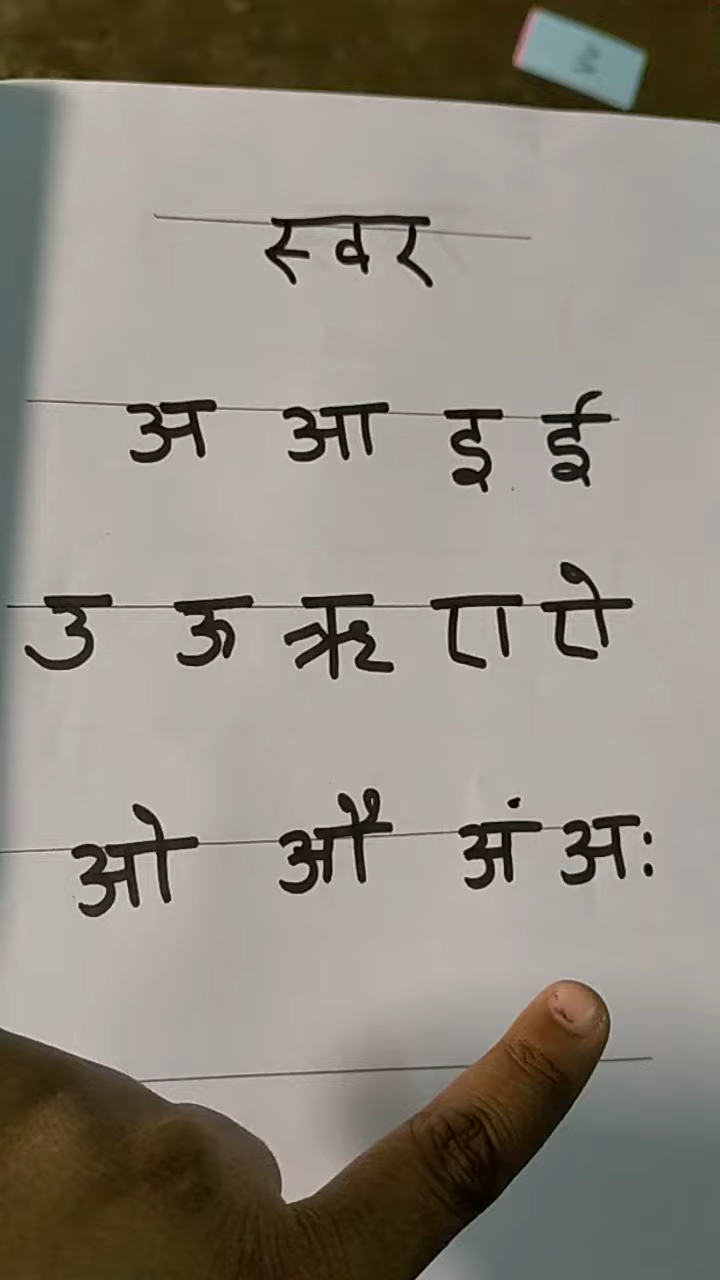 स्वर
अ आ इ ई
उ ऊ ऋ ए ऐ
ओ औ अं अः